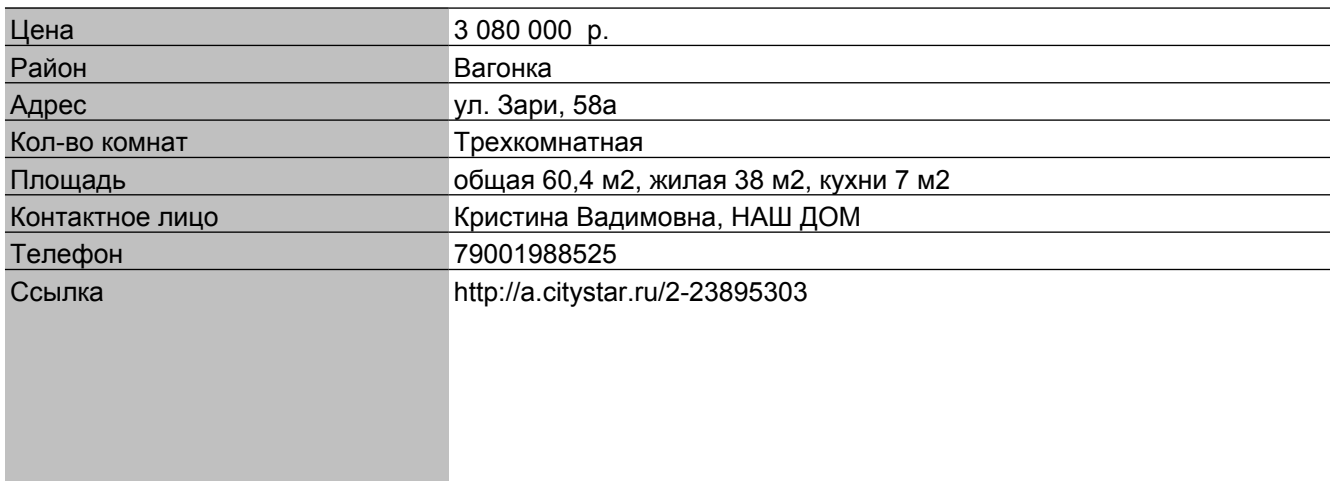 Цена 3 080 000 р.
Район Вагонка
Адрес ул. Зари, 58а
Кол-во комнат Трехкомнатная
Площадь общая 60,4 м2, жилая 38 м2, кухни 7 м2
Контактное лицо Кристина Вадимовна, НАШ ДОМ
Телефон 79001988525
Ссылка http://a.citystar.ru/2-23895303